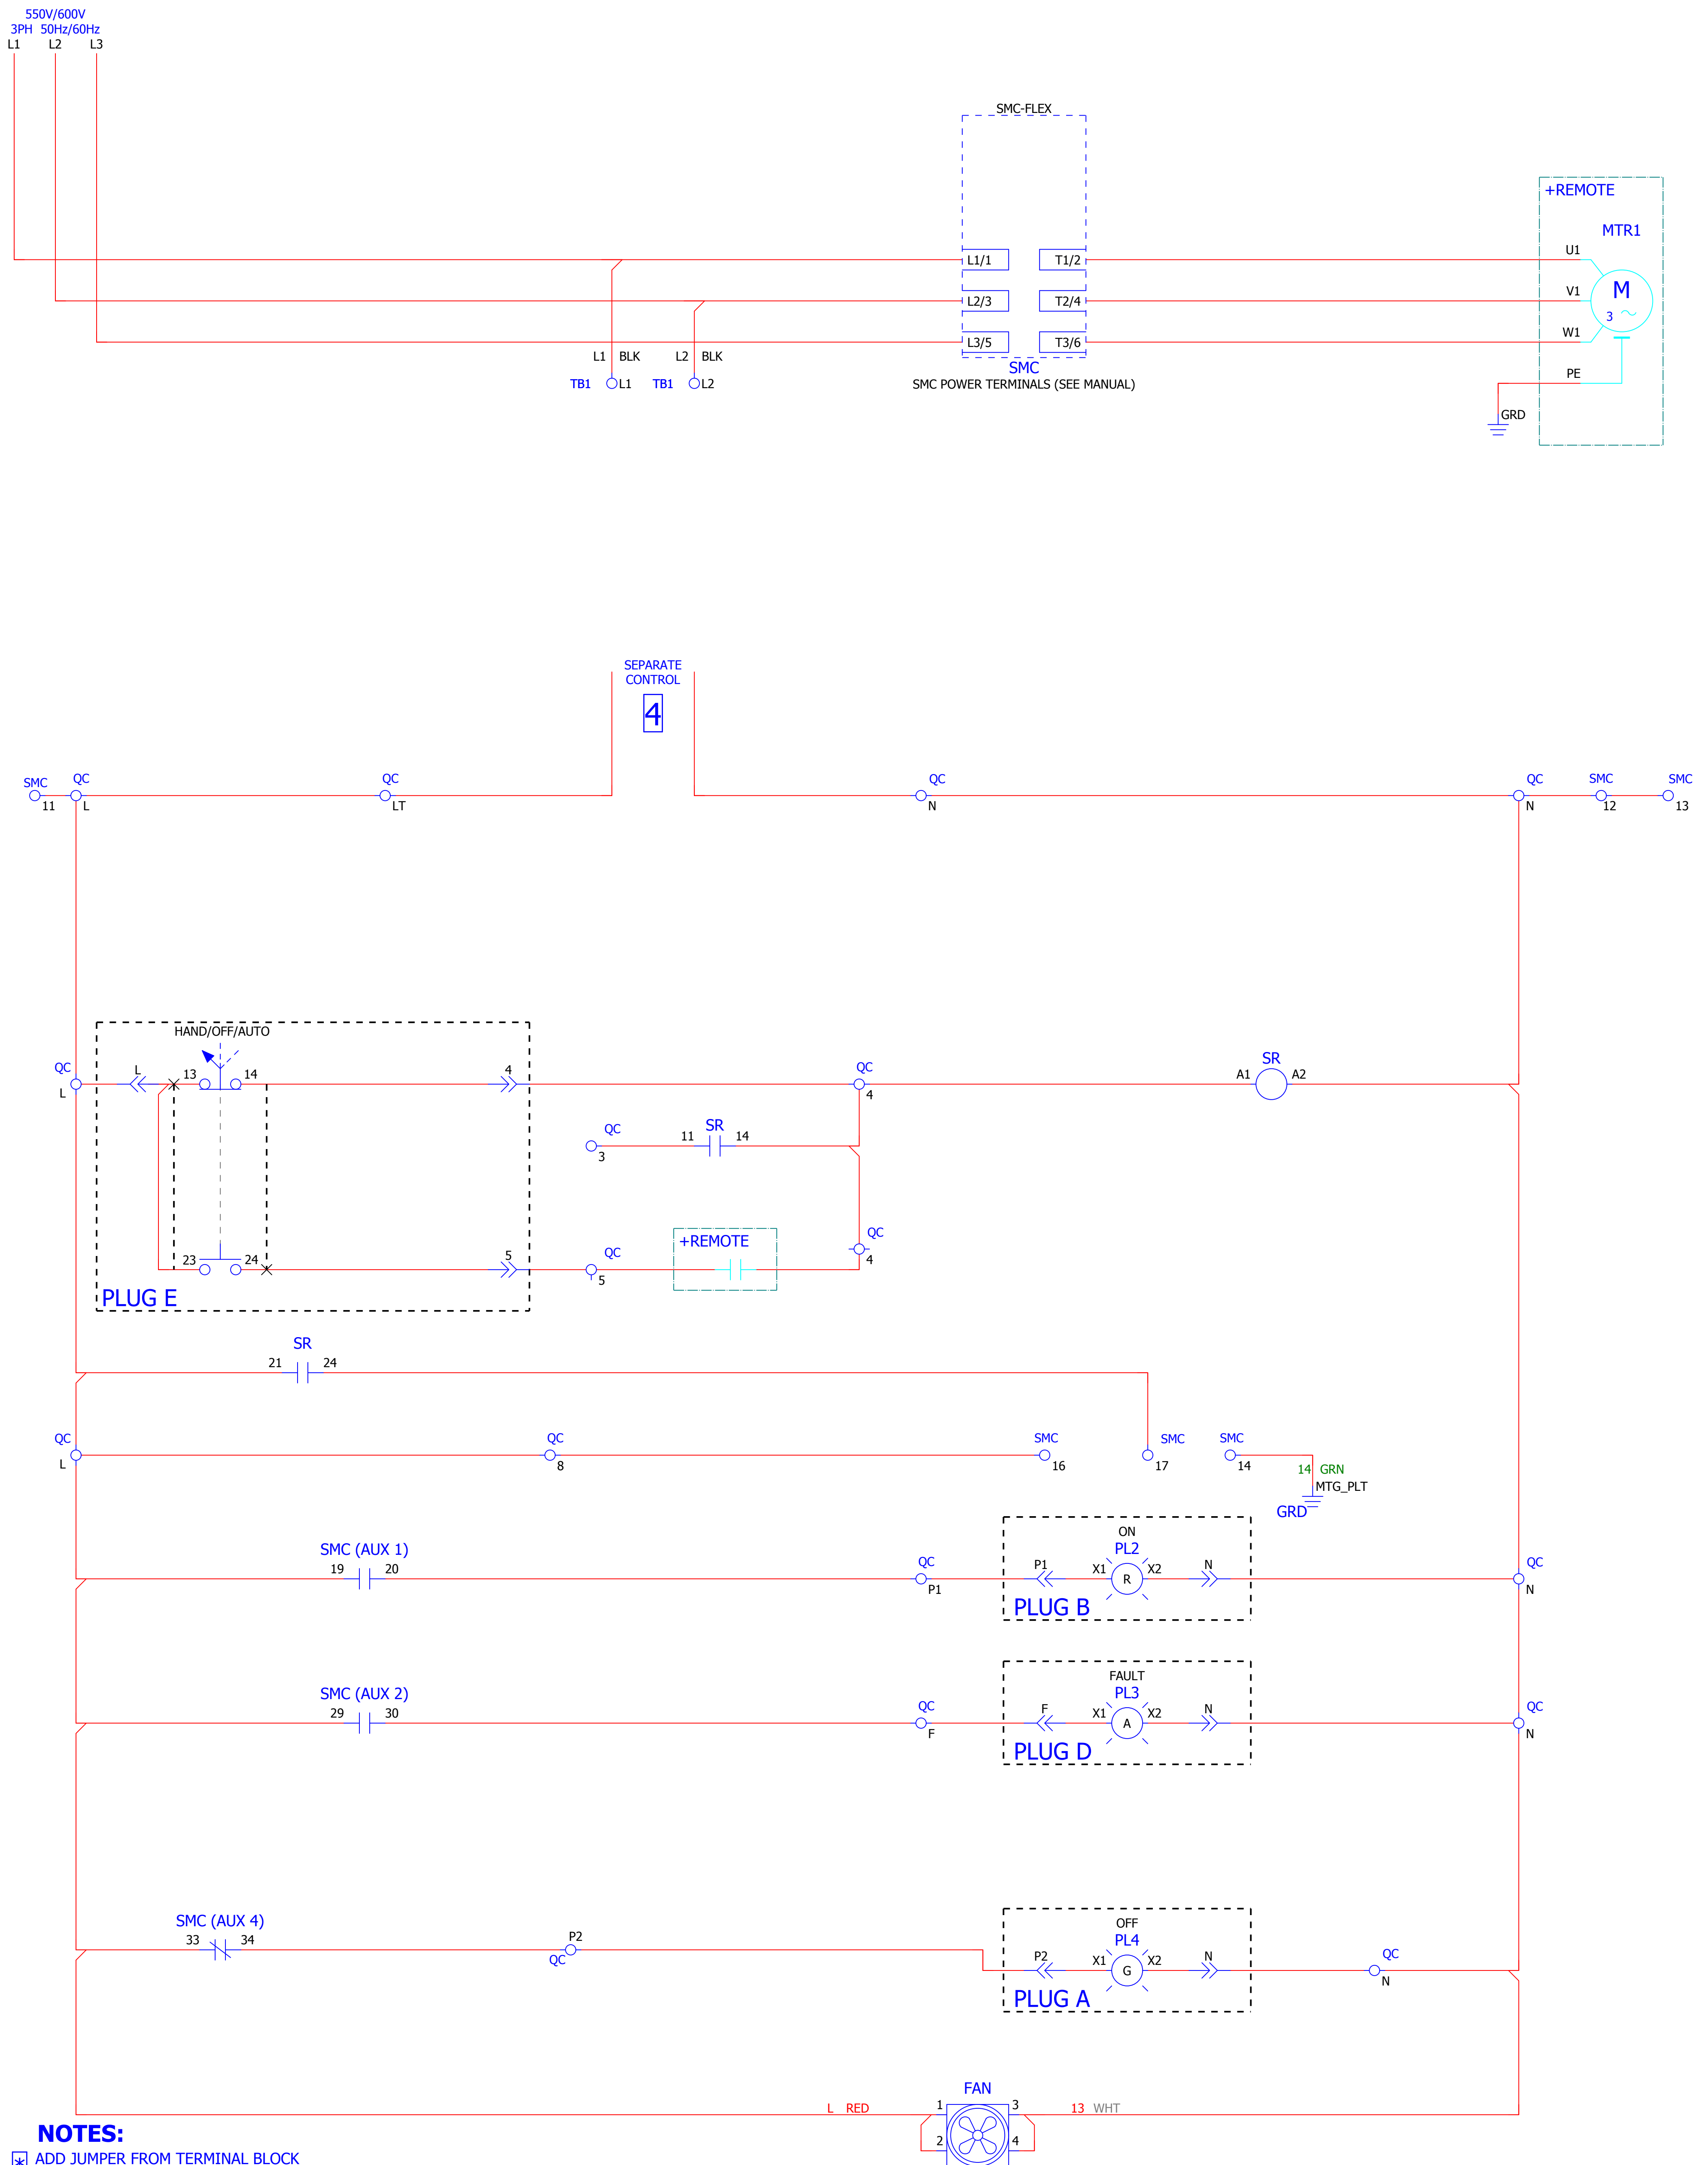 550V/600V
3PH 50Hz/60Hz
L1 L2 L3
SMC-FLEX
+REMOTE
MTR1
L1/1 T1/2 U1
L2/3 T2/4 V1 M
3
L3/5 T3/6 W1
L1 BLK L2 BLK
SMC
TB1 L1 TB1 L2 SMC POWER TERMINALS (SEE MANUAL)
PE
GRD
SEPARATE
CONTROL
4
SMC QC QC QC QC SMC SMC
11 L LT N N 12 13
HAND/OFF/AUTO
QC L 13 14 4 QC SR
A1 A2
L 4
QC SR
11 14
3
QC
+REMOTE
23 24 5 QC
4
5
PLUG E
SR
21 24
QC QC SMC SMC SMC
L 8 16 17 14
14 GRN
MTG_PLT
GRD
ON
SMC (AUX 1) PL2
19 20 QC P1 X1 R X2 N QC
P1 N
PLUG B
FAULT
SMC (AUX 2) PL3
29 30 QC F X1 A X2 N QC
F N
PLUG D
SMC (AUX 4) OFF
33 34 P2 PL4
QC P2 X1 G X2 N QC
N
PLUG A
FAN
L RED 1 3 13 WHT
2 4
NOTES:
* ADD JUMPER FROM TERMINAL BLOCK